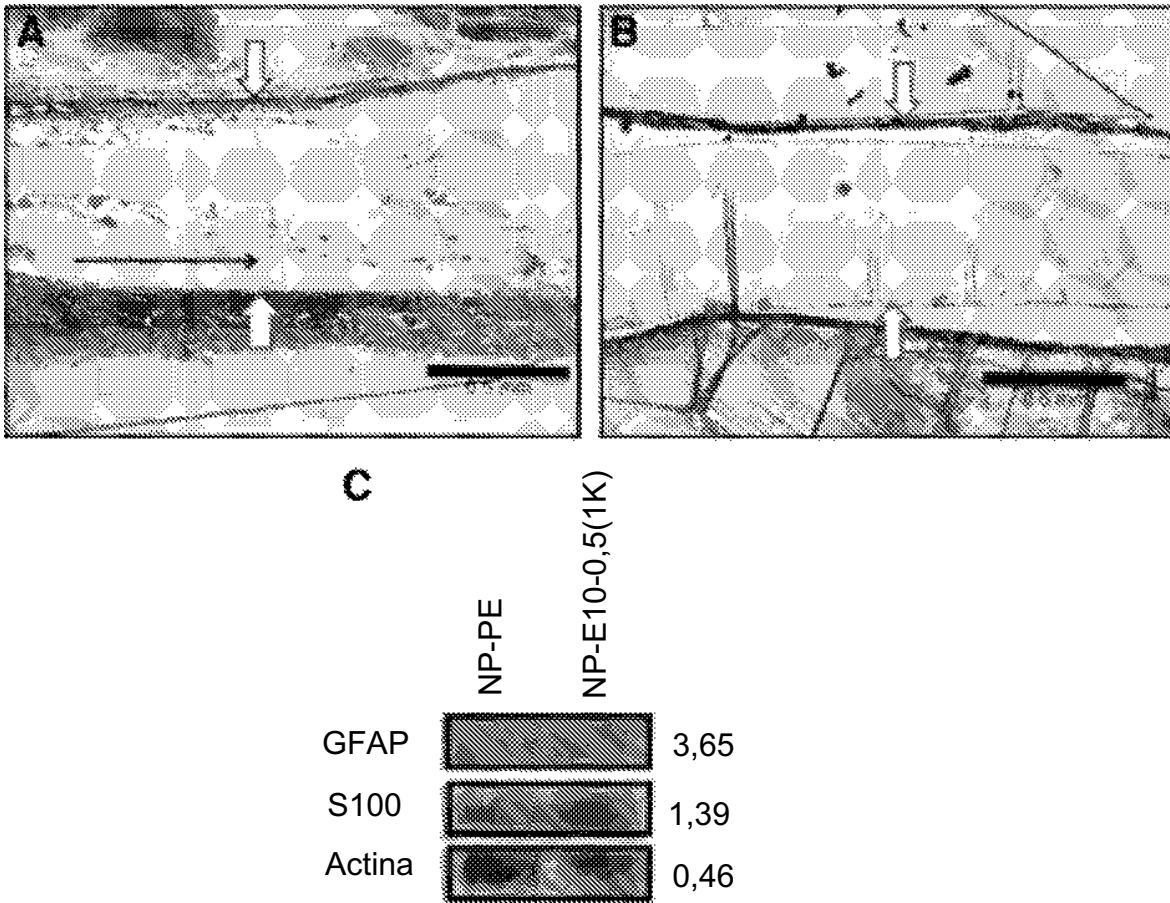 A
B
C
NP-PE
NP-E10-0,5(1K)
GFAP 3,65
S100 1,39
Actina 0,46